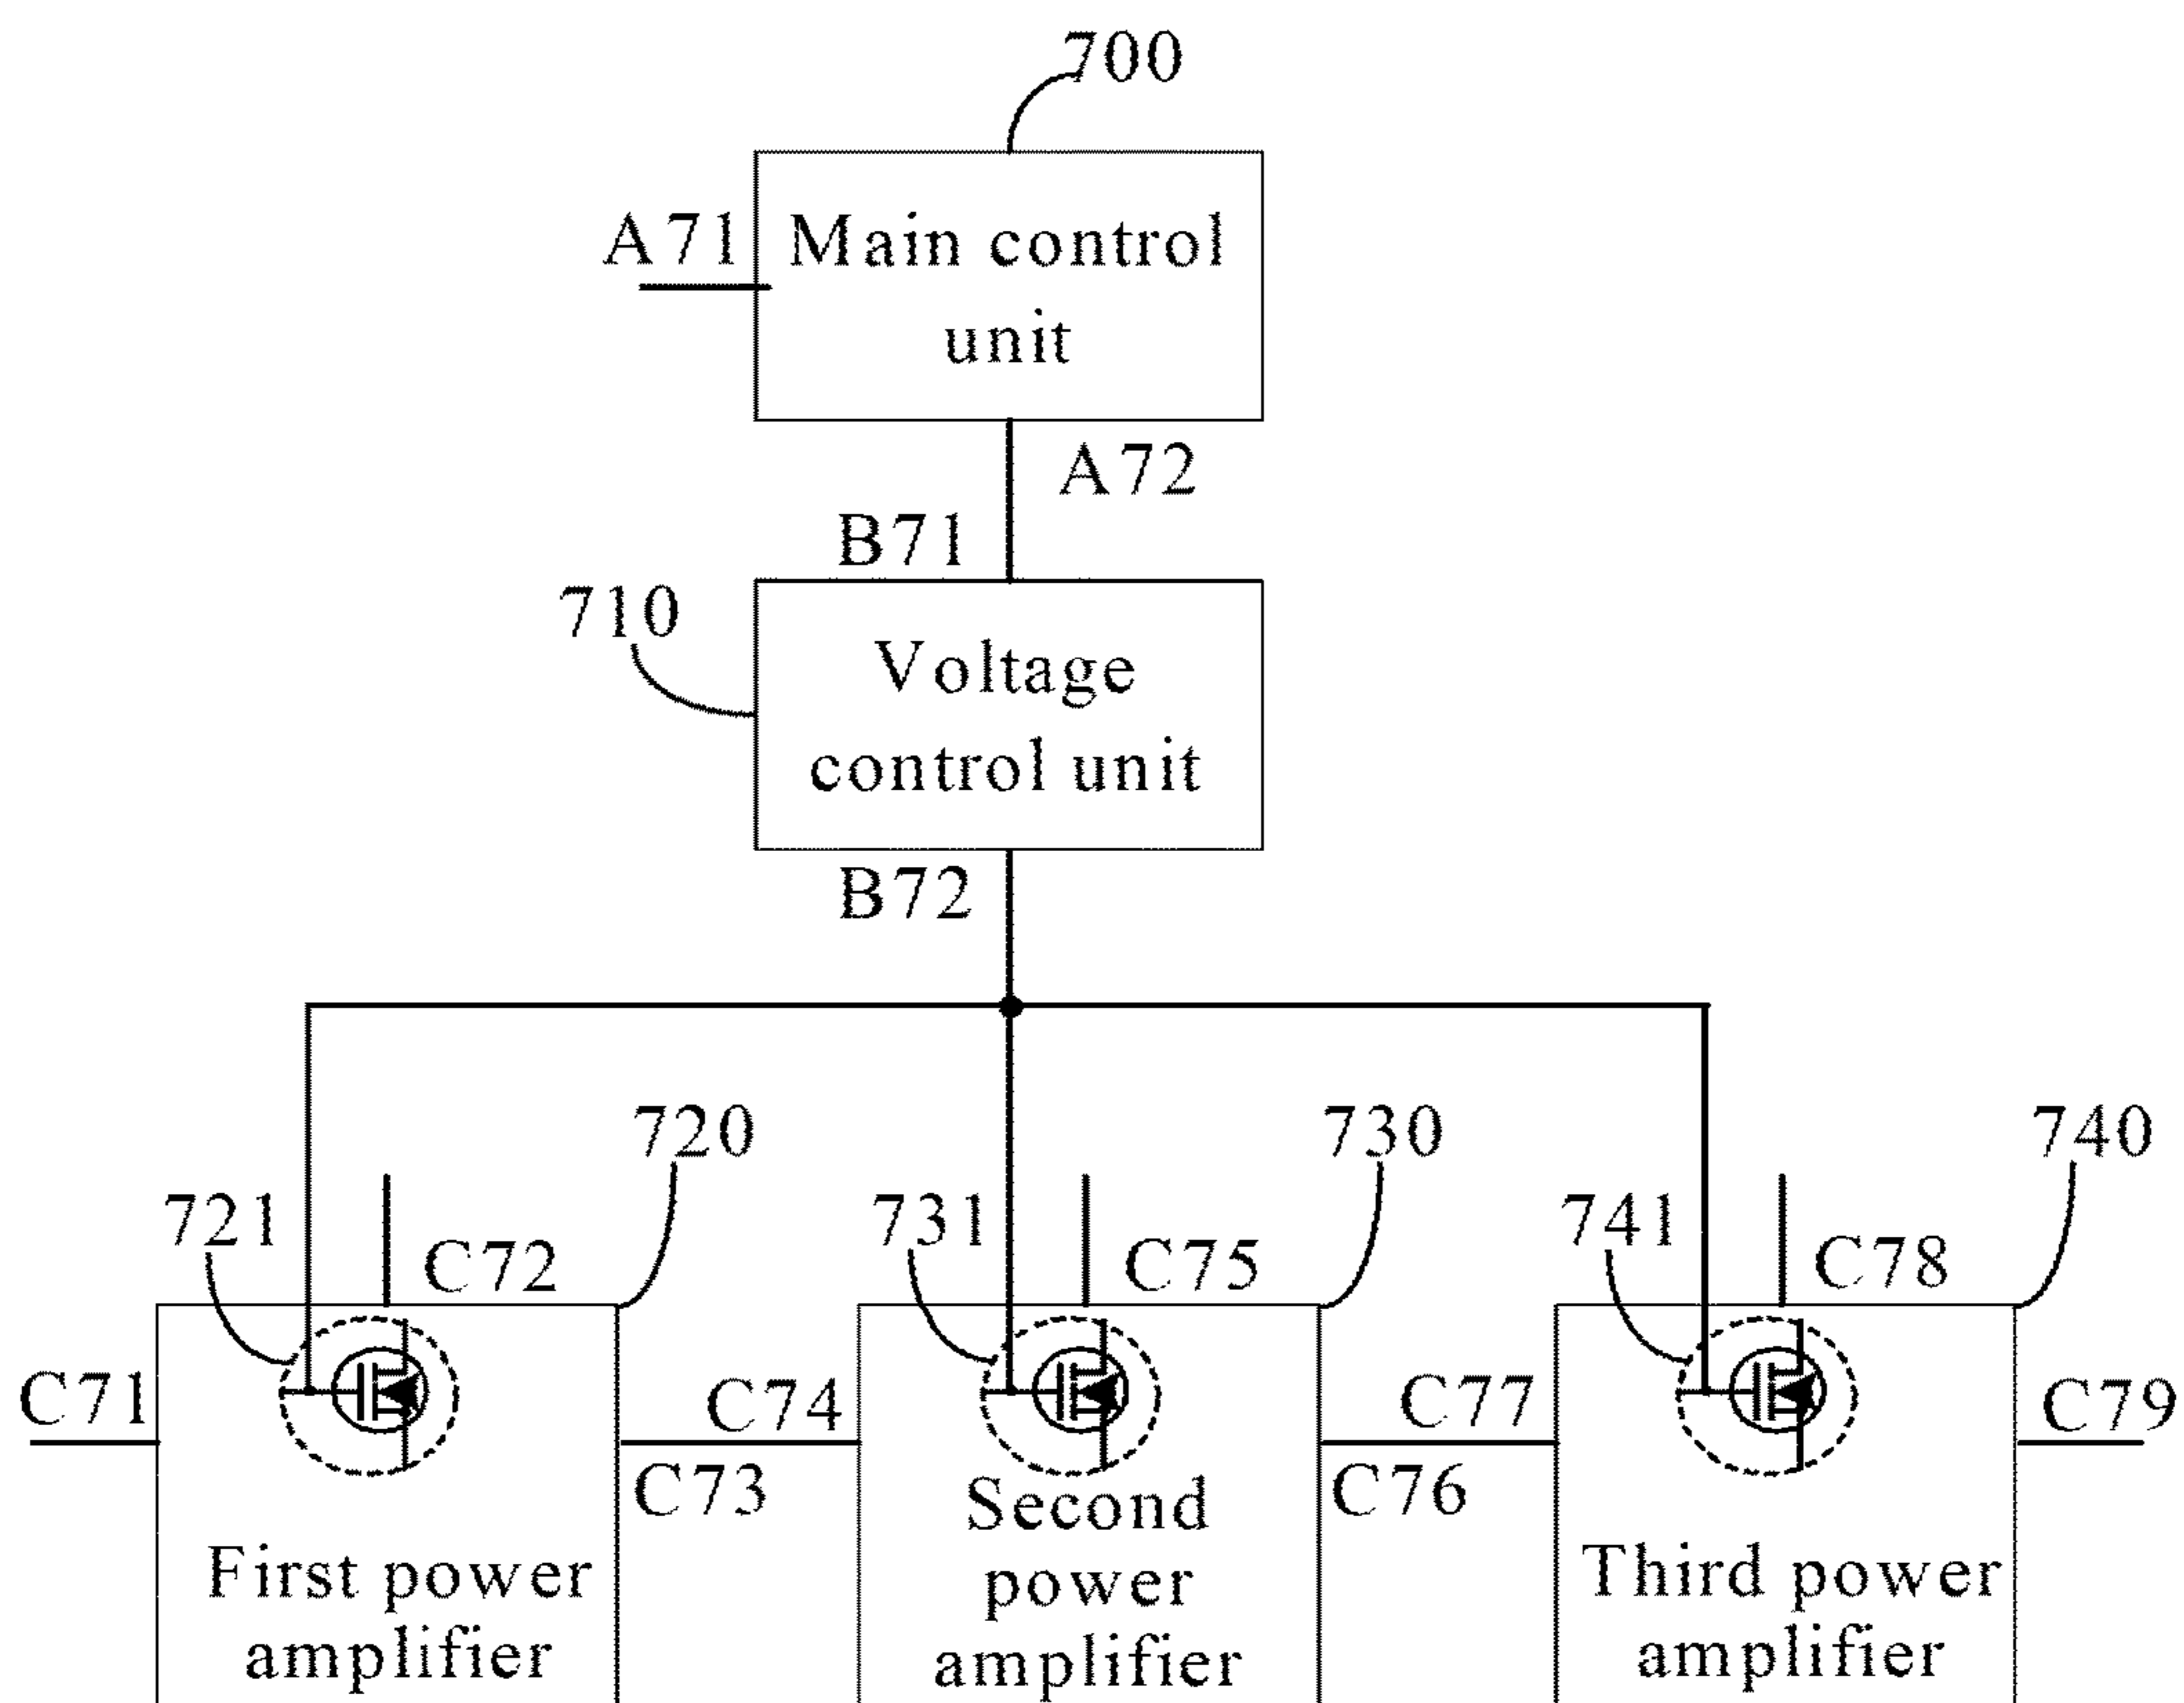 700
A71
Main control
unit
A72
B71
710
Voltage
control unit
B72
720
730
740
721
731
741
C72
C75
C78
C71
C74
C77
C79
C73
C76
Second
power
amplifier
First power
amplifier
Third power
amplifier